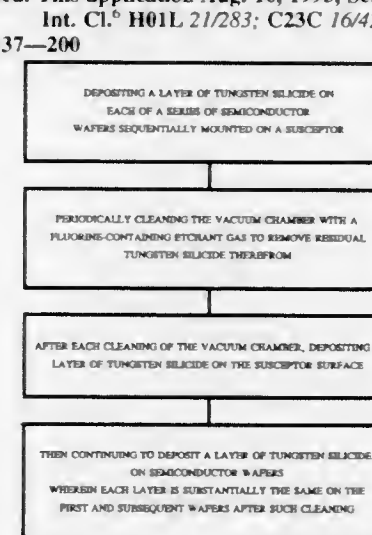 This application Aug. 16, 1993, Se
Int. Cl.⁶ H01L 21/283; C23C 16/4
37—200
DEPOSITING A LAYER OF TUNGSTEN SILICIDE ON
EACH OF A SERIES OF SEMICONDUCTOR
WAFERS SEQUENTIALLY MOUNTED ON A SUSCEPTOR
PERIODICALLY CLEANING THE VACUUM CHAMBER WITH A
FLUORINE-CONTAINING ETCHANT GAS TO REMOVE RESIDUAL
TUNGSTEN SILICIDE THEREFROM
AFTER EACH CLEANING OF THE VACUUM CHAMBER, DEPOSITING
LAYER OF TUNGSTEN SILICIDE ON THE SUSCEPTOR SURFACE
THEN CONTINUING TO DEPOSIT A LAYER OF TUNGSTEN SILICIDE
ON SEMICONDUCTOR WAFERS
WHEREIN EACH LAYER IS SUBSTANTIALLY THE SAME ON THE
FIRST AND SUBSEQUENT WAFERS AFTER SUCH CLEANING